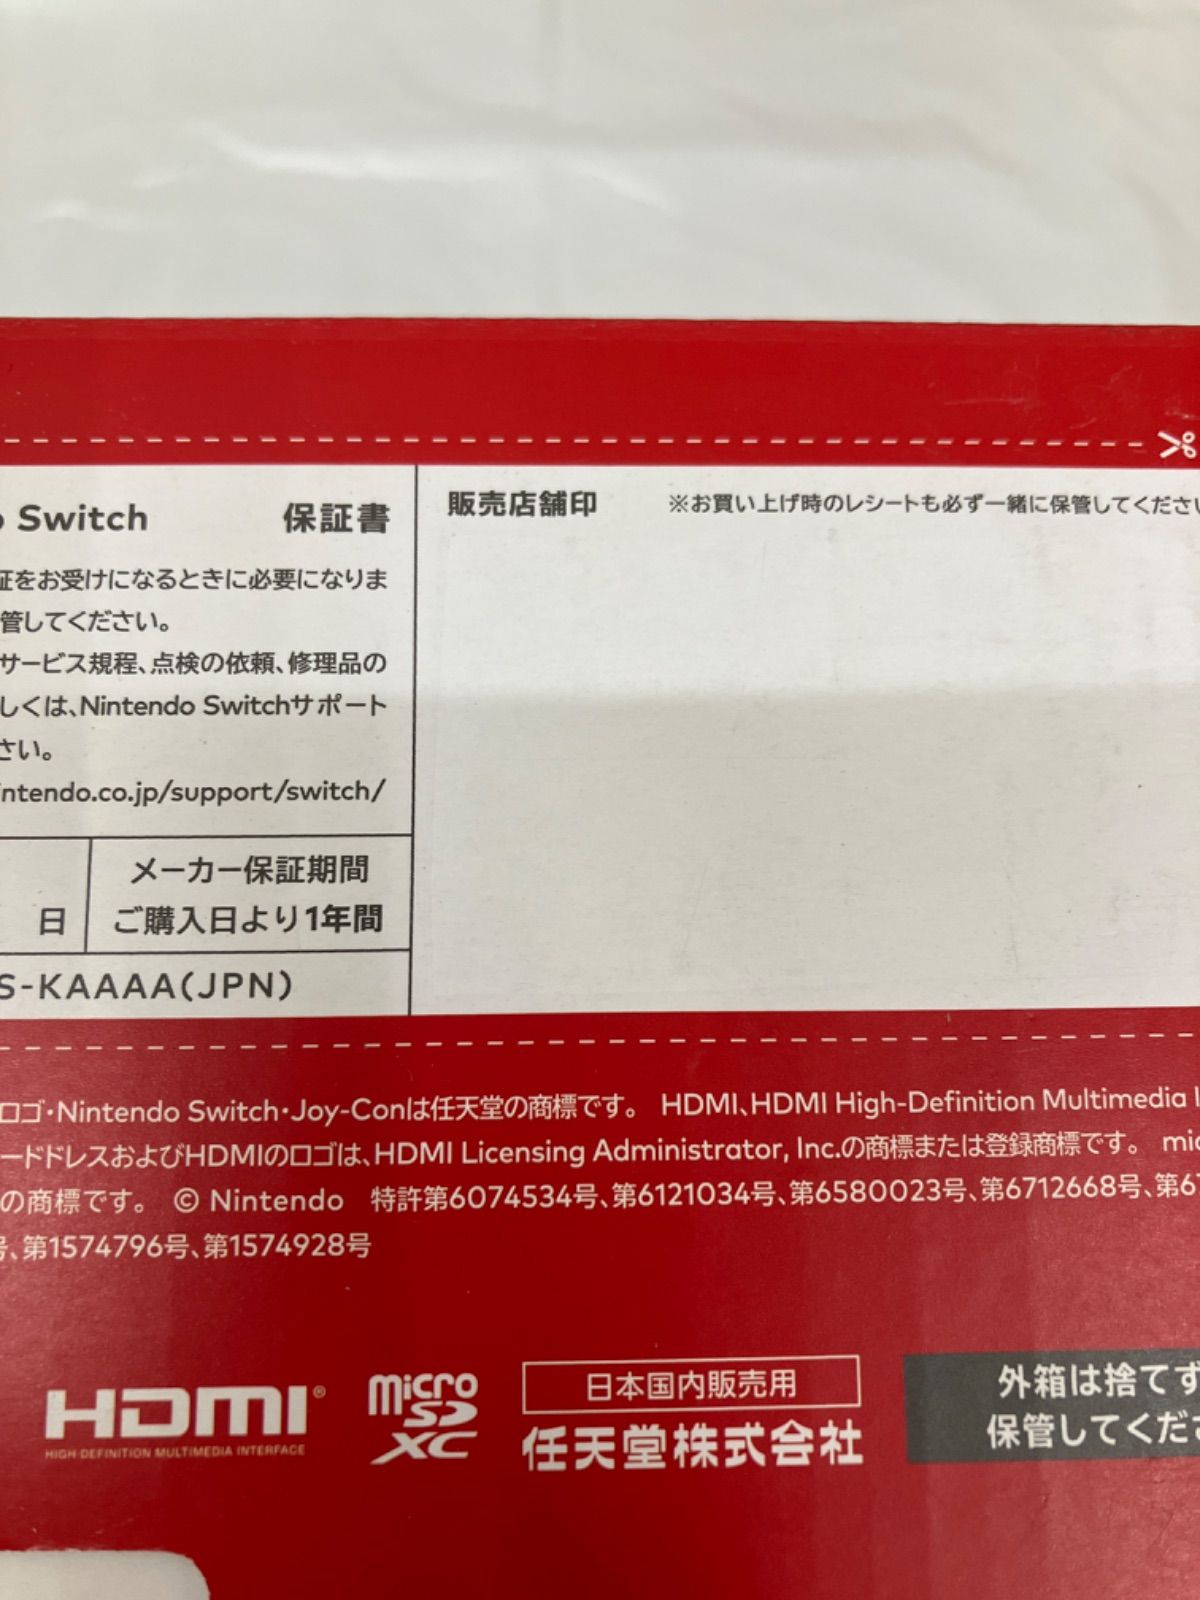 Switch 保証書
販売店舗印 ※お買い上げ時のレシートも必ず一緒に保管してくださ
証をお受けになるときに必要になりま
管してください。
サービス規程、点検の依頼、修理品の
しくは、Nintendo Switchサポート
さい。
intendo.co.jp/support/switch/
日
メーカー保証期間
ご購入日より1年間
S-KAAAA(JPN)
ロゴ・Nintendo Switch・Joy-Conは任天堂の商標です。 HDMI、HDMI High-Definition Multimedia I
ードドレスおよびHDMIのロゴは、HDMI Licensing Administrator, Inc.の商標または登録商標です。 mic
の商標です。 © Nintendo 特許第6074534号、第6121034号、第6580023号、第6712668号、第67
号、第1574796号、第1574928号
HDMI®
HIGH-DEFINITION MULTIMEDIA INTERFACE
micro
SD
XC
日本国内販売用
任天堂株式会社
外箱は捨てず
保管してくだ